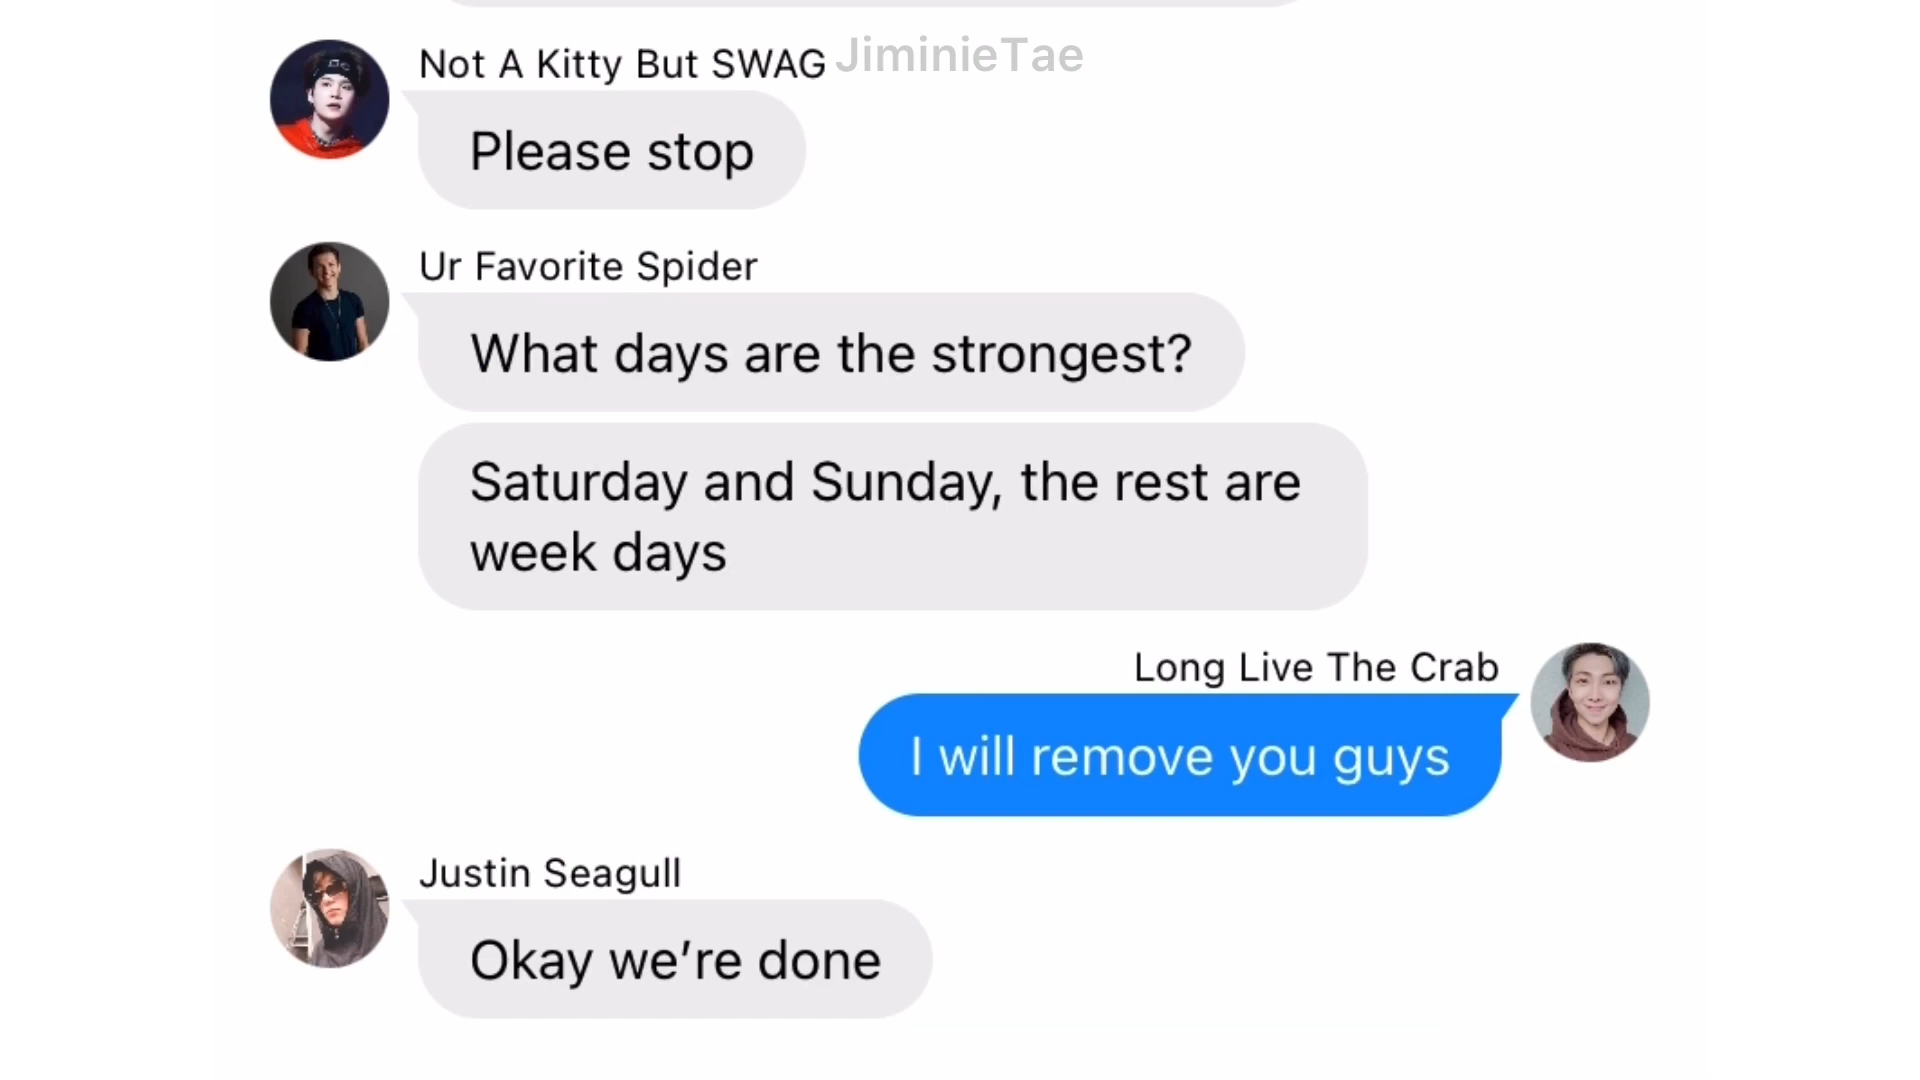 Not A Kitty But SWAG JiminieTae
Please stop
Ur Favorite Spider
What days are the strongest?
Saturday and Sunday, the rest are
week days
Long Live The Crab
I will remove you guys
Justin Seagull
Okay we’re done